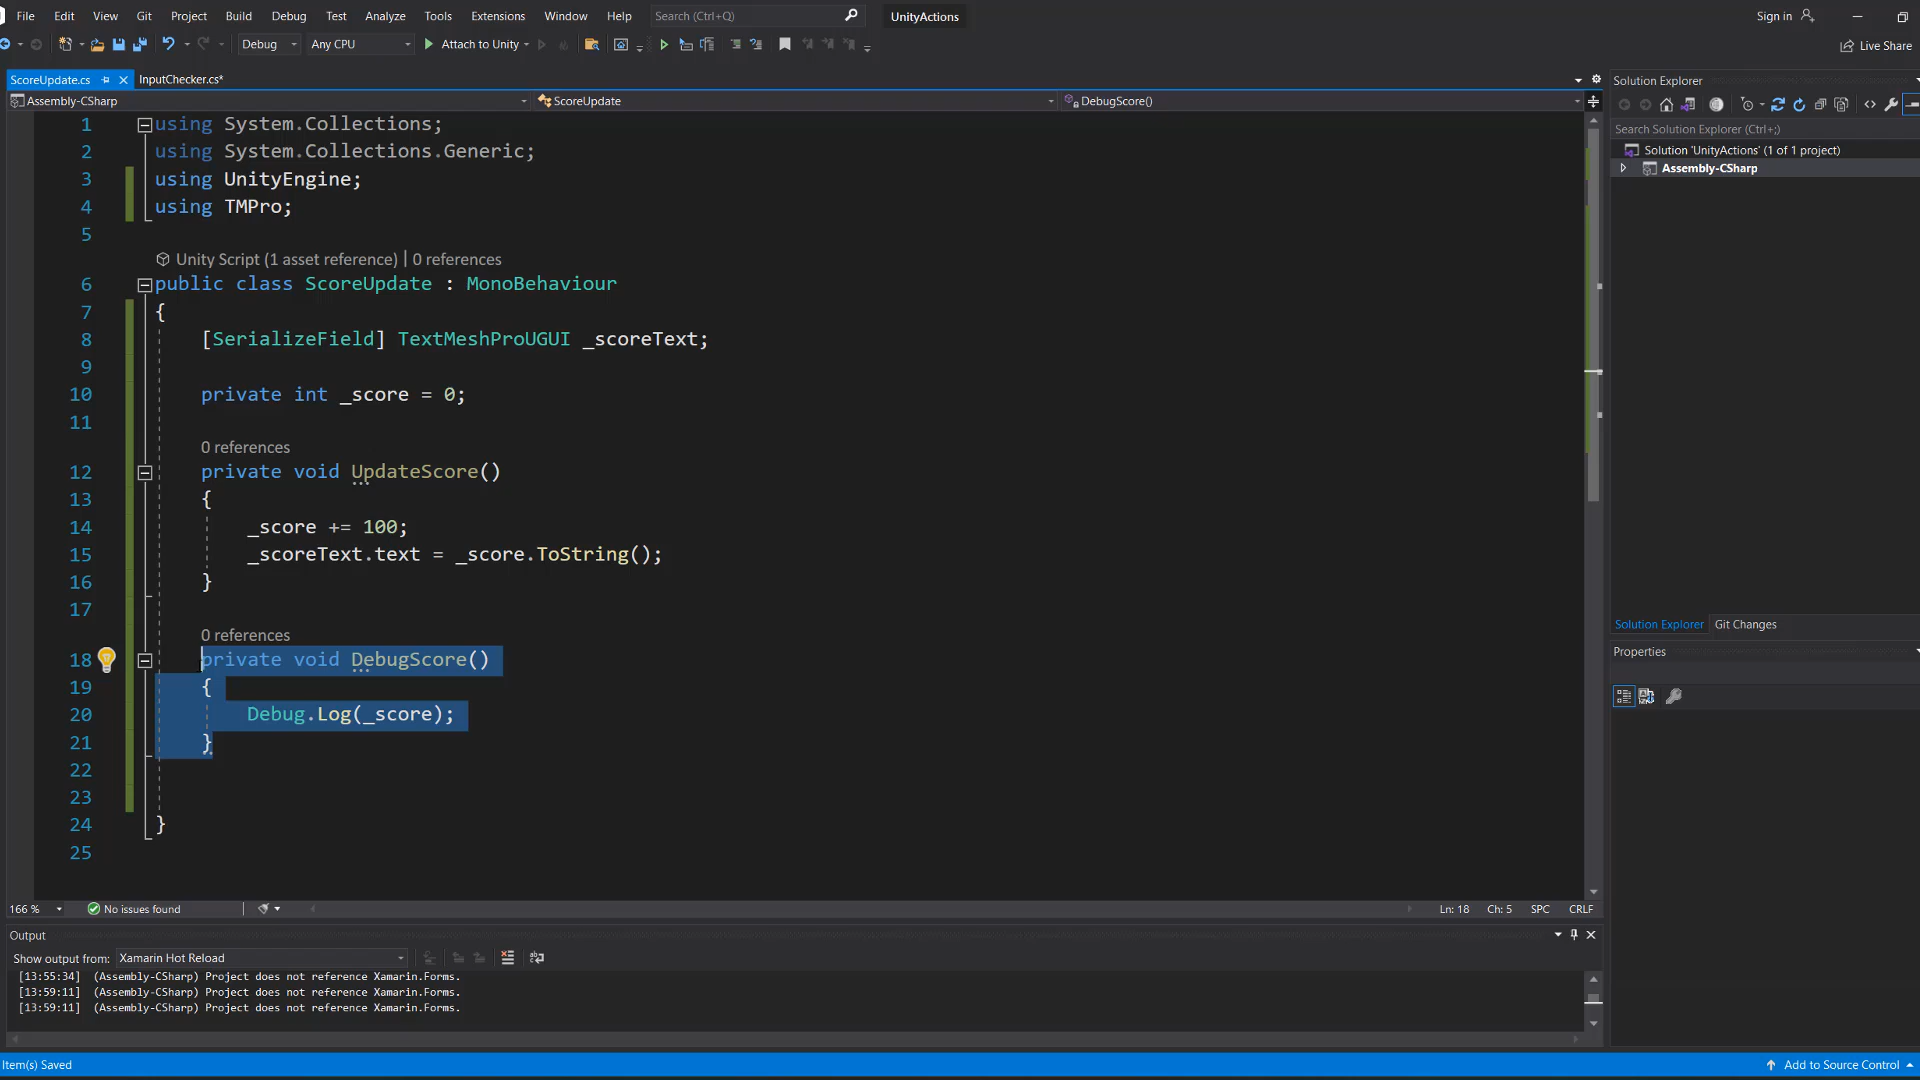 File Edit View Git Project Build Debug Test Analyze Tools Extensions Window Help Search (Ctrl+Q) UnityActions Sign in
Debug Any CPU Attach to Unity Live Share
ScoreUpdate.cs InputChecker.cs*
Assembly-CSharp ScoreUpdate DebugScore()
1 using System.Collections;
2 using System.Collections.Generic;
3 using UnityEngine;
4 using TMPro;
5
Unity Script (1 asset reference) | 0 references
6 public class ScoreUpdate : MonoBehaviour
7 {
8 [SerializeField] TextMeshProUGUI _scoreText;
9
10 private int _score = 0;
11
0 references
12 private void UpdateScore()
13 {
14 _score += 100;
15 _scoreText.text = _score.ToString();
16 }
17
0 references
18 private void DebugScore()
19 {
20 Debug.Log(_score);
21 }
22
23
24 }
25
166 % No issues found Ln: 18 Ch: 5 SPC CRLF
Output
Show output from: Xamarin Hot Reload
[13:55:34] (Assembly-CSharp) Project does not reference Xamarin.Forms.
[13:59:11] (Assembly-CSharp) Project does not reference Xamarin.Forms.
[13:59:11] (Assembly-CSharp) Project does not reference Xamarin.Forms.
Solution Explorer
Search Solution Explorer (Ctrl+;)
Solution 'UnityActions' (1 of 1 project)
Assembly-CSharp
Solution Explorer Git Changes
Properties
Item(s) Saved Add to Source Control